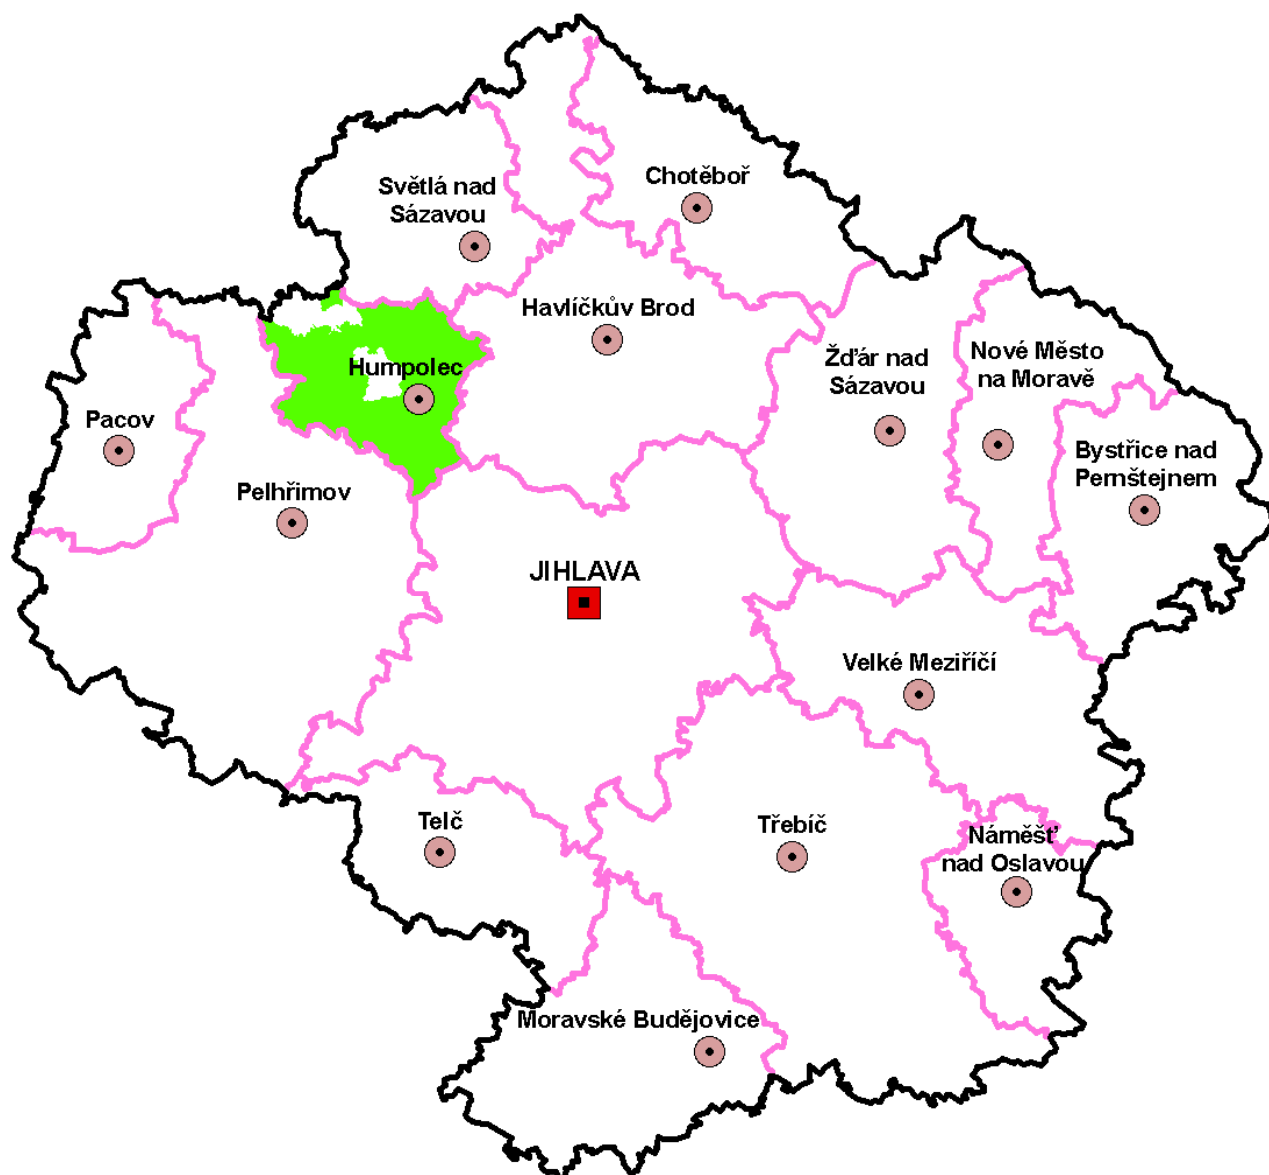 Chotěboř
Světlá nad
Sázavou
Havlíčkův Brod
Žďár nad
Sázavou
Nové Město
na Moravě
Humpolec
Pacov
Bystřice nad
Pernštejnem
Pelhřimov
JIHLAVA
Velké Meziříčí
Telč
Třebíč
Náměšť
nad Oslavou
Moravské Budějovice